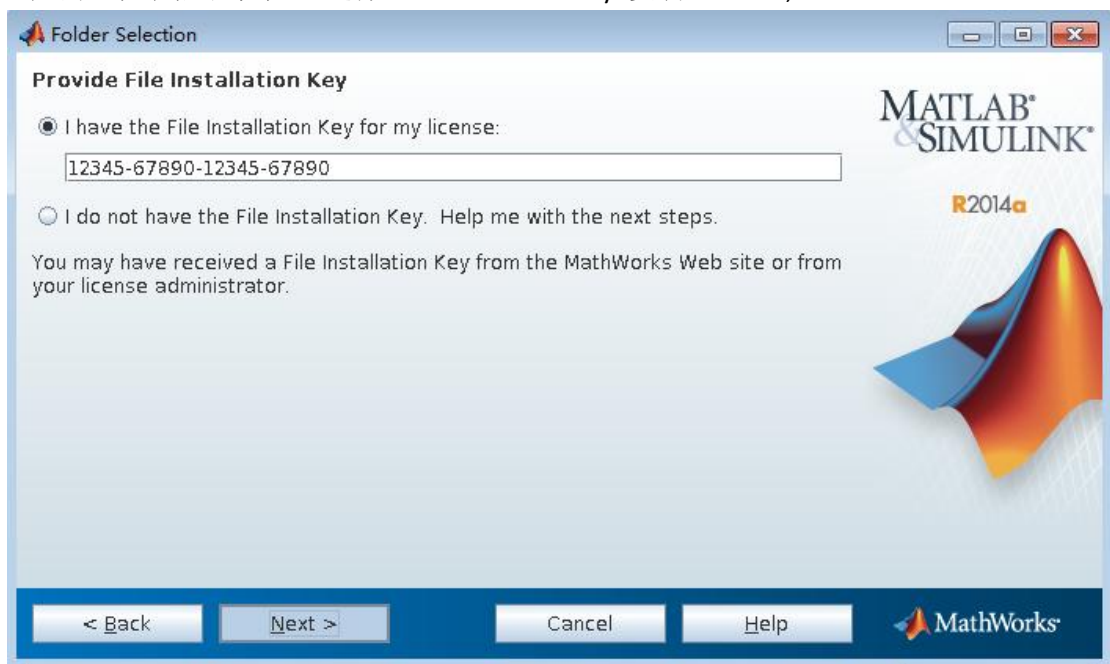 Folder Selection
Provide File Installation Key
I have the File Installation Key for my license:
12345-67890-12345-67890
I do not have the File Installation Key. Help me with the next steps.
You may have received a File Installation Key from the MathWorks Web site or from
your license administrator.
MATLAB®
&SIMULINK®
R2014a
< Back
Next >
Cancel
Help
MathWorks®